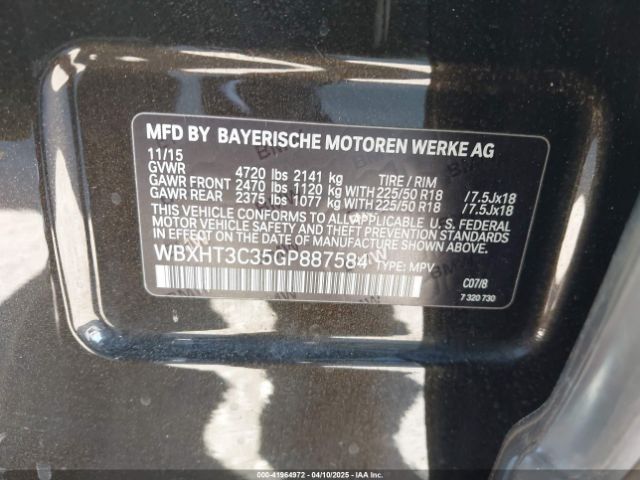 MFD BY BAYERISCHE MOTOREN WERKE AG
11/15
GVWR 4720 lbs 2141 kg TIRE / RIM
GAWR FRONT 2470 lbs 1120 kg WITH 225/50 R18 /7.5Jx18
GAWR REAR 2375 lbs 1077 kg WITH 225/50 R18 /7.5Jx18
THIS VEHICLE CONFORMS TO ALL APPLICABLE U. S. FEDERAL
MOTOR VEHICLE SAFETY AND THEFT PREVENTION STANDARDS
IN EFFECT ON THE DATE OF MANUFACTURE SHOWN ABOVE.
WBXHT3C35GP887584 TYPE: MPV
C07/8
7 320 730
000-41964972 - 04/10/2025 - COPYRIGHT IAA, LLC.